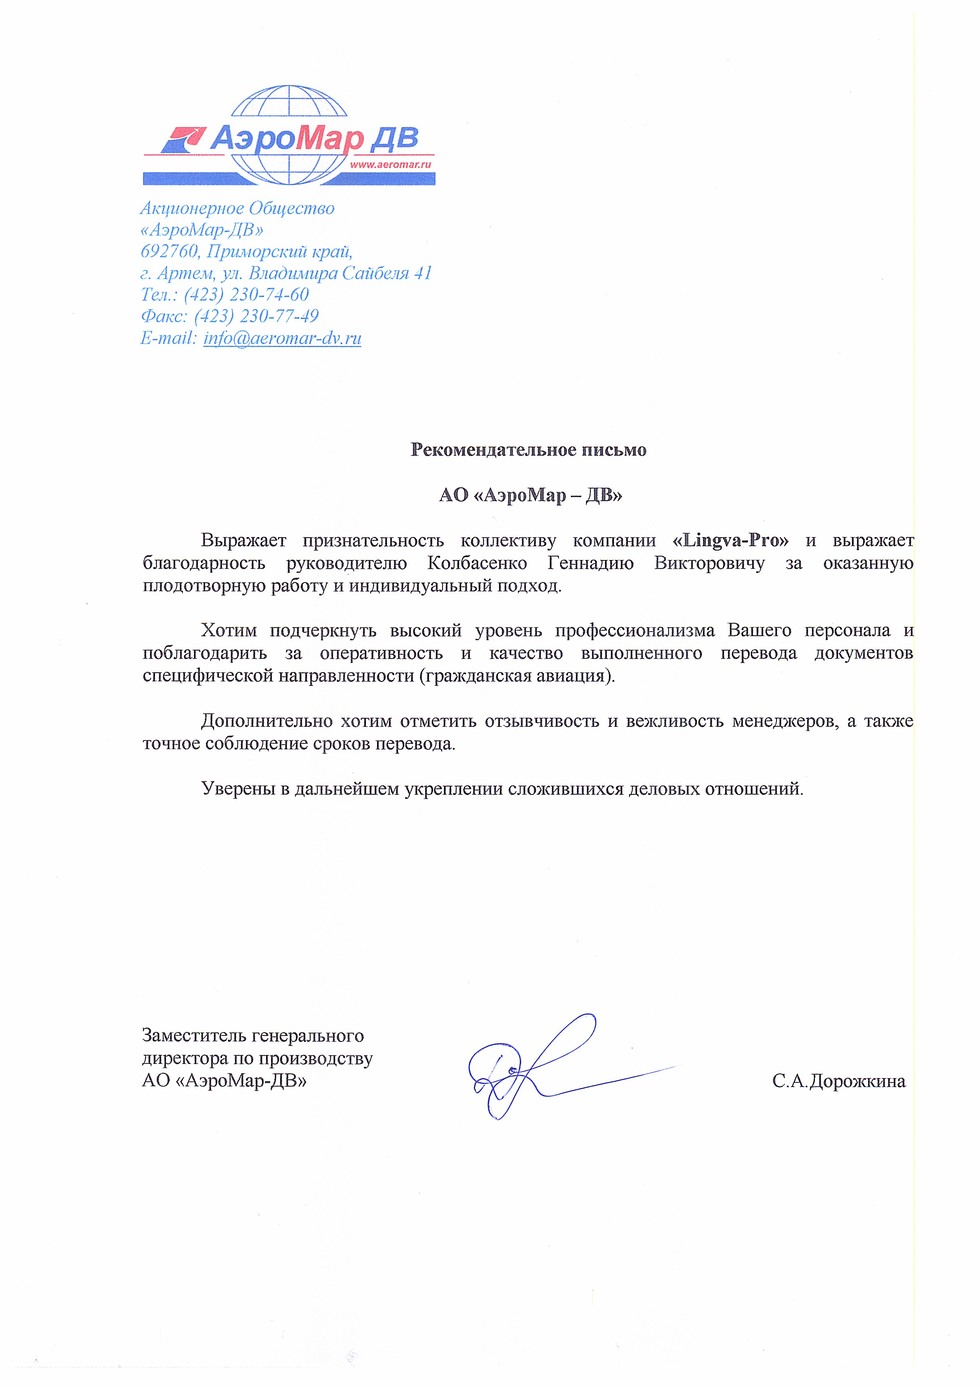 АэроМар ДВ
www.aeromar.ru
Акционерное Общество
«АэроМар-ДВ»
692760, Приморский край,
г. Артем, ул. Владимира Сайбеля 41
Тел.: (423) 230-74-60
Факс: (423) 230-77-49
E-mail: info@aeromar-dv.ru
Рекомендательное письмо
АО «АэроМар – ДВ»
Выражает признательность коллективу компании «Lingva-Pro» и выражает
благодарность руководителю Колбасенко Геннадию Викторовичу за оказанную
плодотворную работу и индивидуальный подход.
Хотим подчеркнуть высокий уровень профессионализма Вашего персонала и
поблагодарить за оперативность и качество выполненного перевода документов
специфической направленности (гражданская авиация).
Дополнительно хотим отметить отзывчивость и вежливость менеджеров, а также
точное соблюдение сроков перевода.
Уверены в дальнейшем укреплении сложившихся деловых отношений.
Заместитель генерального
директора по производству
АО «АэроМар-ДВ»
С.А.Дорожкина